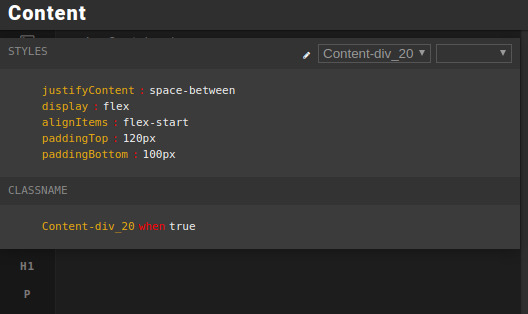 Content
STYLES
Content-div_20
justifyContent : space-between
display : flex
alignItems : flex-start
paddingTop : 120px
paddingBottom : 100px
CLASSNAME
Content-div_20 when true
H1
P